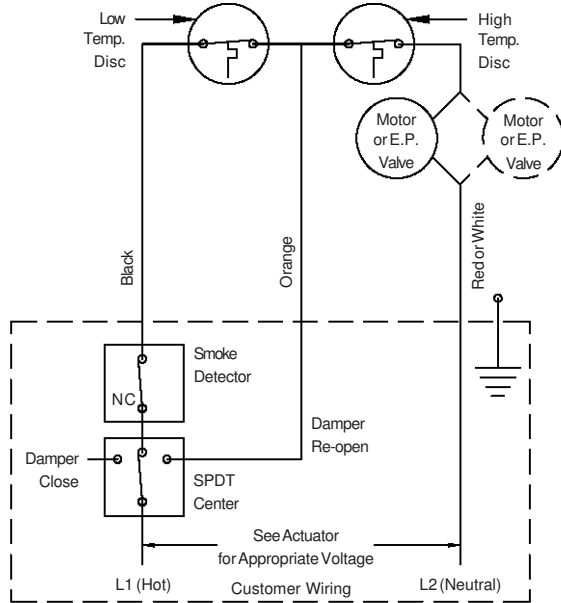 Low
Temp.
Disc
High
Temp.
Disc
Motor
or E.P.
Valve
Motor
or E.P.
Valve
Black
Orange
Red or White
Smoke
Detector
NC
Damper
Re-open
Damper
Close
SPDT
Center
See Actuator
for Appropriate Voltage
L1 (Hot)
Customer Wiring
L2 (Neutral)